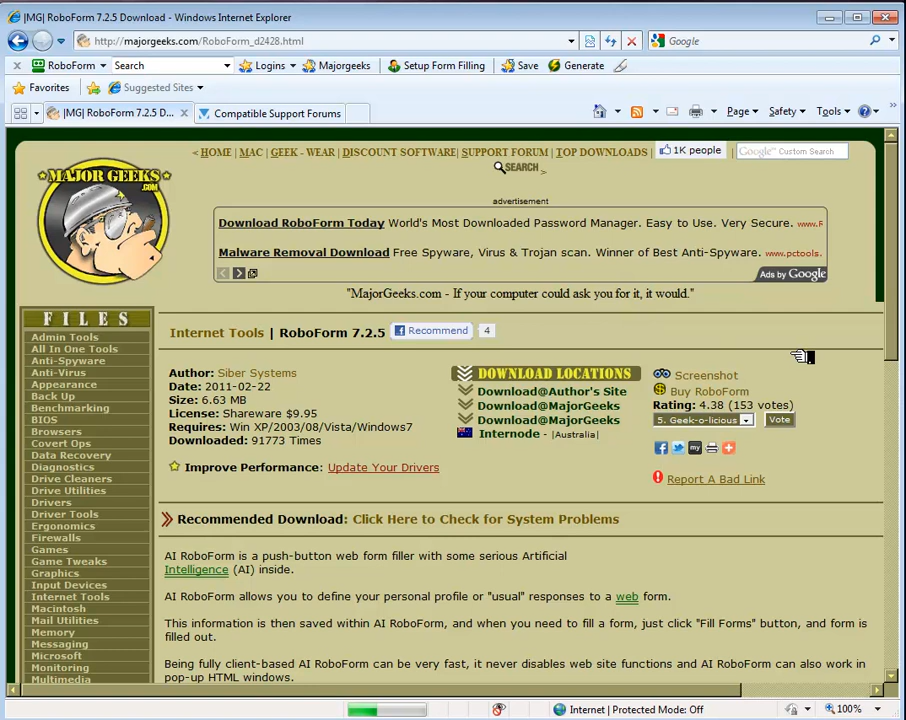 |MG| RoboForm 7.2.5 Download - Windows Internet Explorer
http://majorgeeks.com/RoboForm_d2428.html
Google
RoboForm Search Logins Majorgeeks Setup Form Filling Save Generate
Favorites Suggested Sites
|MG| RoboForm 7.2.5 D... Compatible Support Forums Page Safety Tools
< HOME | MAC | GEEK - WEAR | DISCOUNT SOFTWARE| SUPPORT FORUM | TOP DOWNLOADS | 1K people | Google Custom Search
SEARCH >
MAJOR GEEKS
.COM
advertisement
Download RoboForm Today World's Most Downloaded Password Manager. Easy to Use. Very Secure. www.R
Malware Removal Download Free Spyware, Virus & Trojan scan. Winner of Best Anti-Spyware. www.pctools.
Ads by Google
"MajorGeeks.com - If your computer could ask you for it, it would."
FILES
Admin Tools
All In One Tools
Anti-Spyware
Anti-Virus
Appearance
Back Up
Benchmarking
BIOS
Browsers
Covert Ops
Data Recovery
Diagnostics
Disk Cleaners
Disk Utilities
Drivers
Driver Tools
Ergonomics
Firewalls
Games
Game Tweaks
Graphics
Input Devices
Internet Tools
Macintosh
Mail Utilities
Memory
Messaging
Microsoft
Monitoring
Multimedia
Internet Tools | RoboForm 7.2.5 Recommend 4
Author: Siber Systems
Date: 2011-02-22
Size: 6.63 MB
License: Shareware $9.95
Requires: Win XP/2003/08/Vista/Windows7
Downloaded: 91773 Times
Improve Performance: Update Your Drivers
DOWNLOAD LOCATIONS
Download@Author's Site
Download@MajorGeeks
Download@MajorGeeks
Internode - |Australia|
Screenshot
Buy RoboForm
Rating: 4.38 (153 votes)
5. Geek-o-licious Vote
my
Report A Bad Link
Recommended Download: Click Here to Check for System Problems
AI RoboForm is a push-button web form filler with some serious Artificial
Intelligence (AI) inside.
AI RoboForm allows you to define your personal profile or "usual" responses to a web form.
This information is then saved within AI RoboForm, and when you need to fill a form, just click "Fill Forms" button, and form is
filled out.
Being fully client-based AI RoboForm can be very fast, it never disables web site functions and AI RoboForm can also work in
pop-up HTML windows.
Internet | Protected Mode: Off 100%